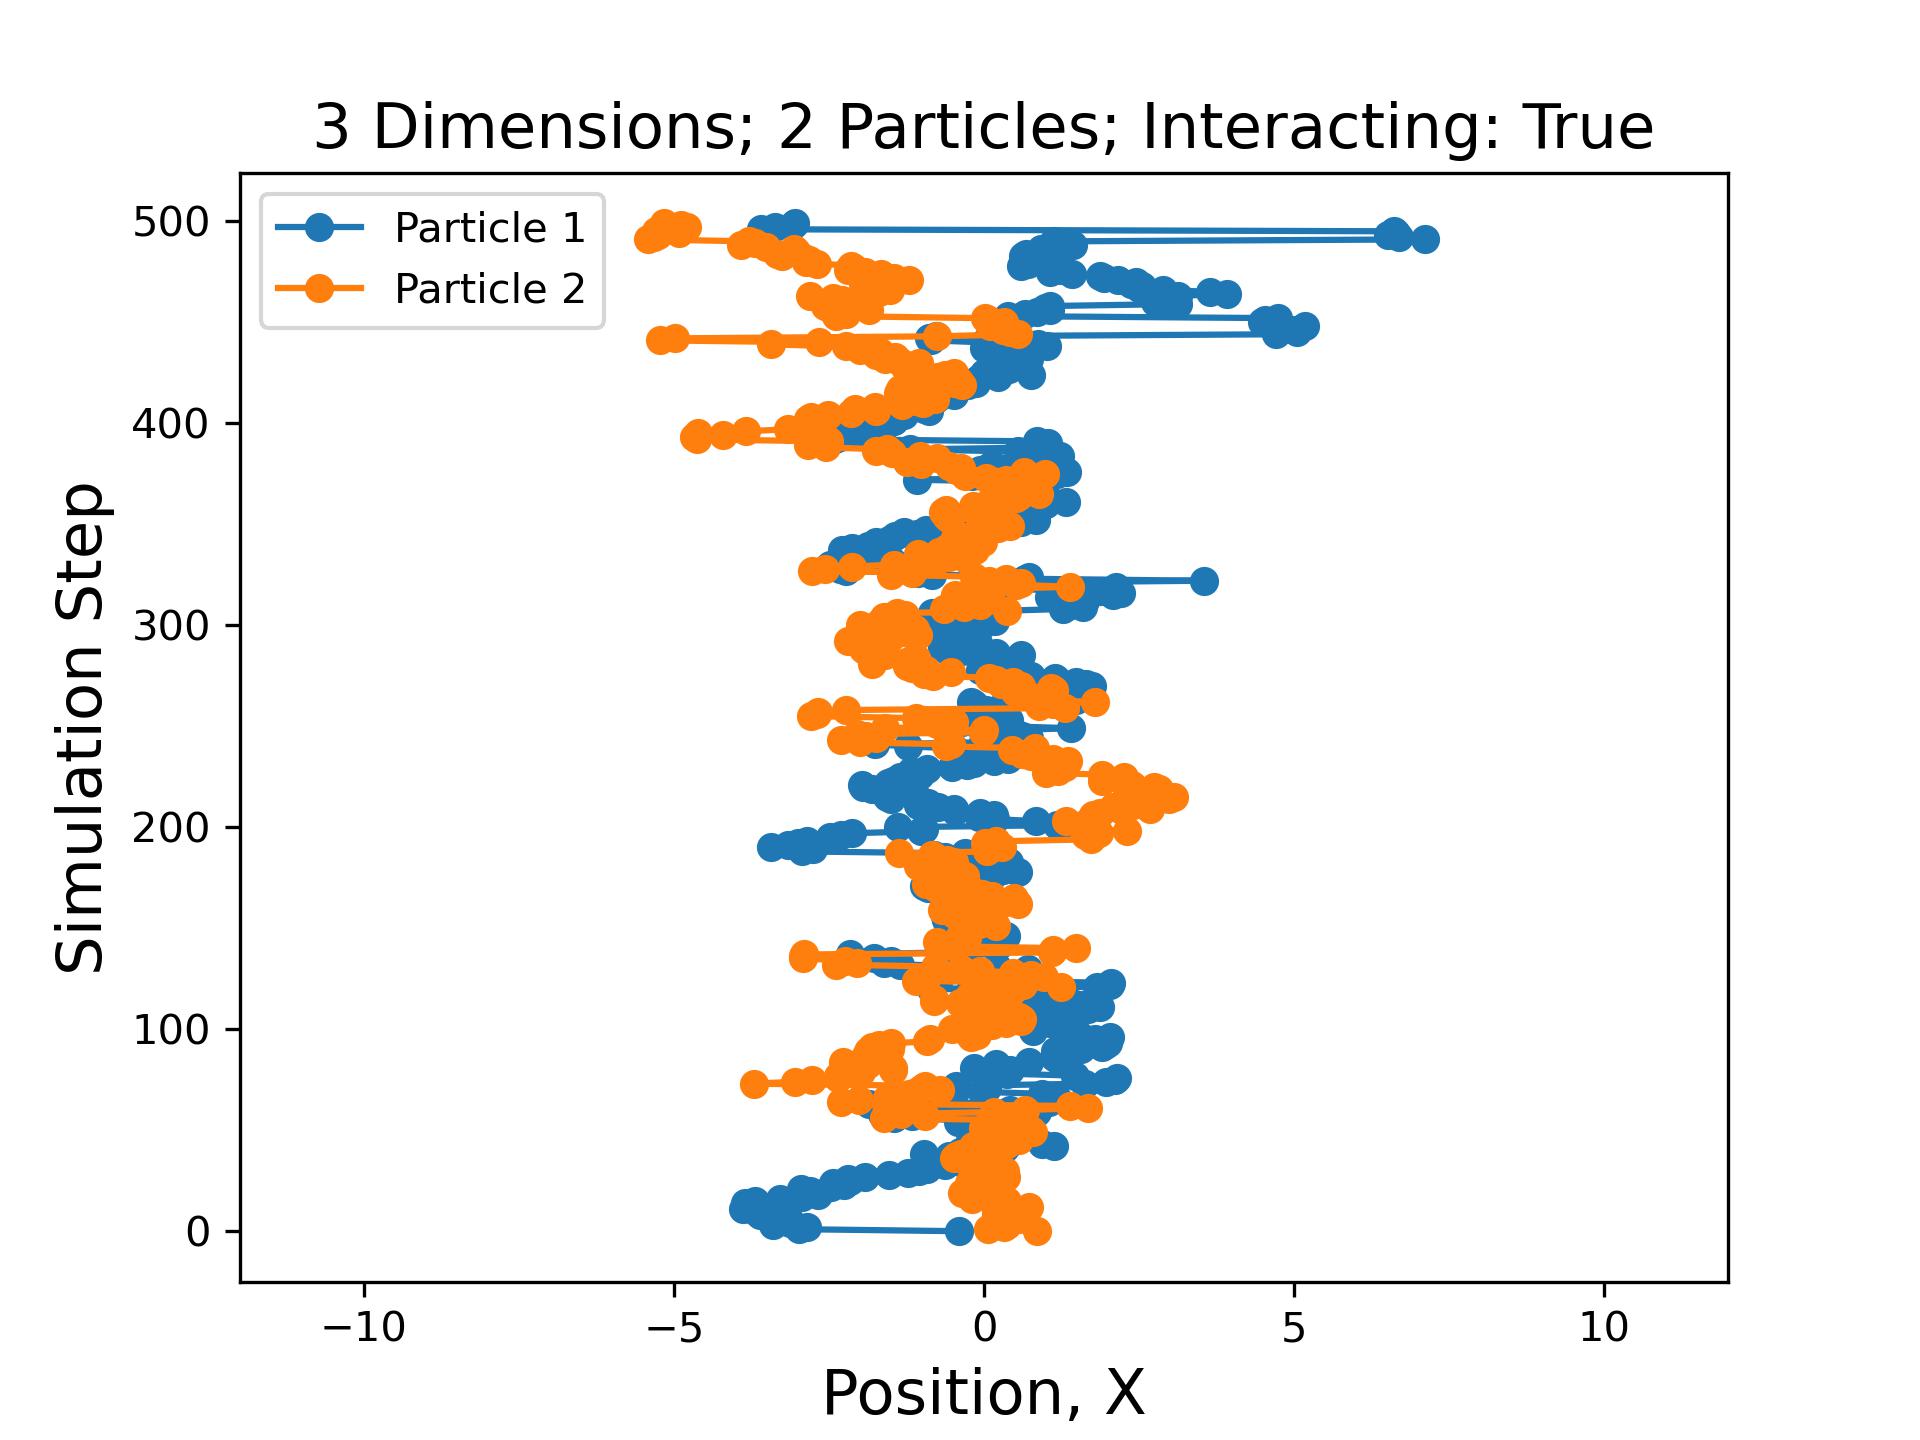 3 Dimensions; 2 Particles; Interacting: True
Particle 1
Particle 2
Simulation Step
500
400
300
200
100
0
−10
−5
0
5
10
Position, X